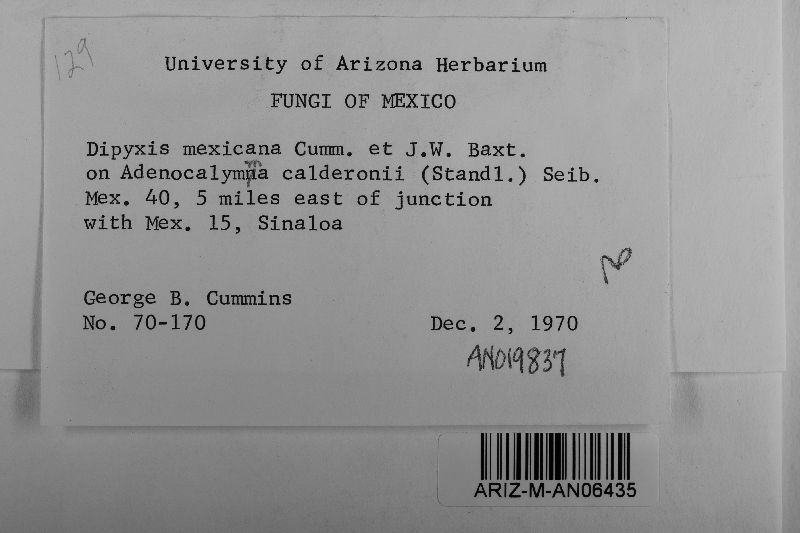 129
University of Arizona Herbarium
FUNGI OF MEXICO
Dipyxis mexicana Cumm. et J.W. Baxt.
on Adenocalymma calderonii (Standl.) Seib.
Mex. 40, 5 miles east of junction
with Mex. 15, Sinaloa
George B. Cummins
No. 70-170
Dec. 2, 1970
AN019837
ARIZ-M-AN06435